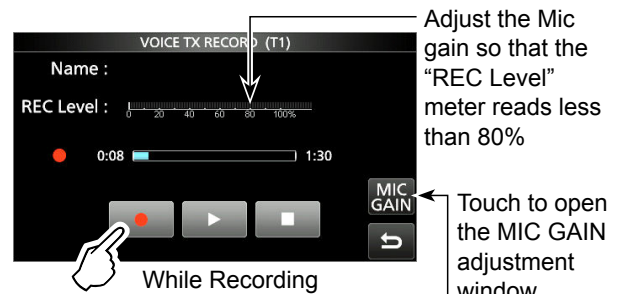 VOICE TX RECORD (T1)
Name :
REC Level :
0 20 40 60 80 100%
0:08 1:30
MIC
GAIN
While Recording
Adjust the Mic
gain so that the
“REC Level”
meter reads less
than 80%
Touch to open
the MIC GAIN
adjustment
window